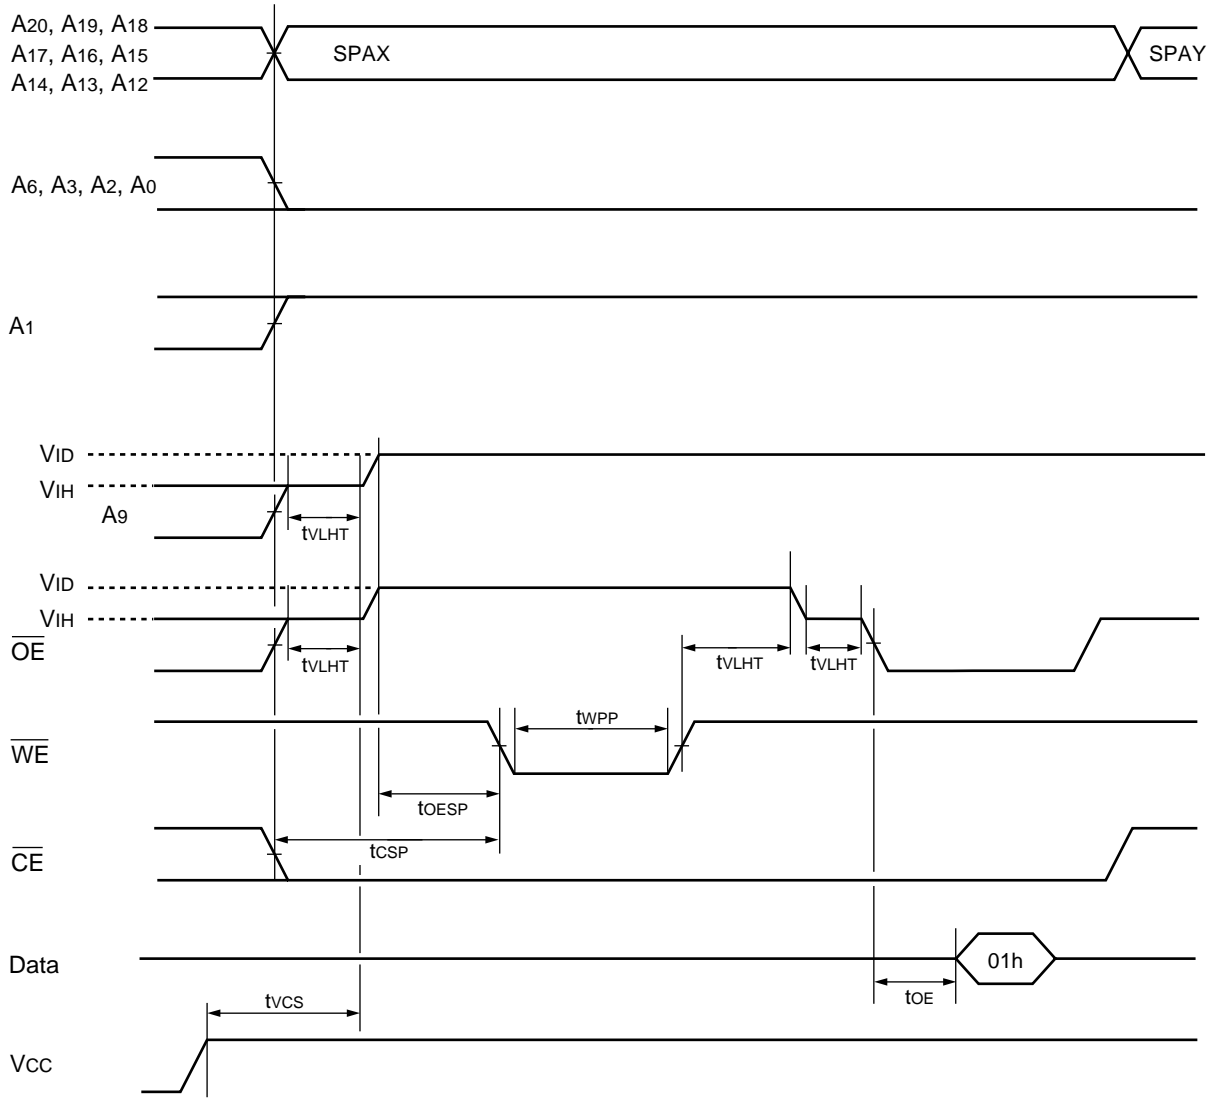 A20, A19, A18
A17, A16, A15
A14, A13, A12
SPAX
SPAY
A6, A3, A2, A0
A1
VID
VIH
A9
tVLHT
VID
VIH
OE
tVLHT
tVLHT
tVLHT
WE
tWPP
tOESP
CE
tCSP
Data
01h
tOE
tVCS
VCC